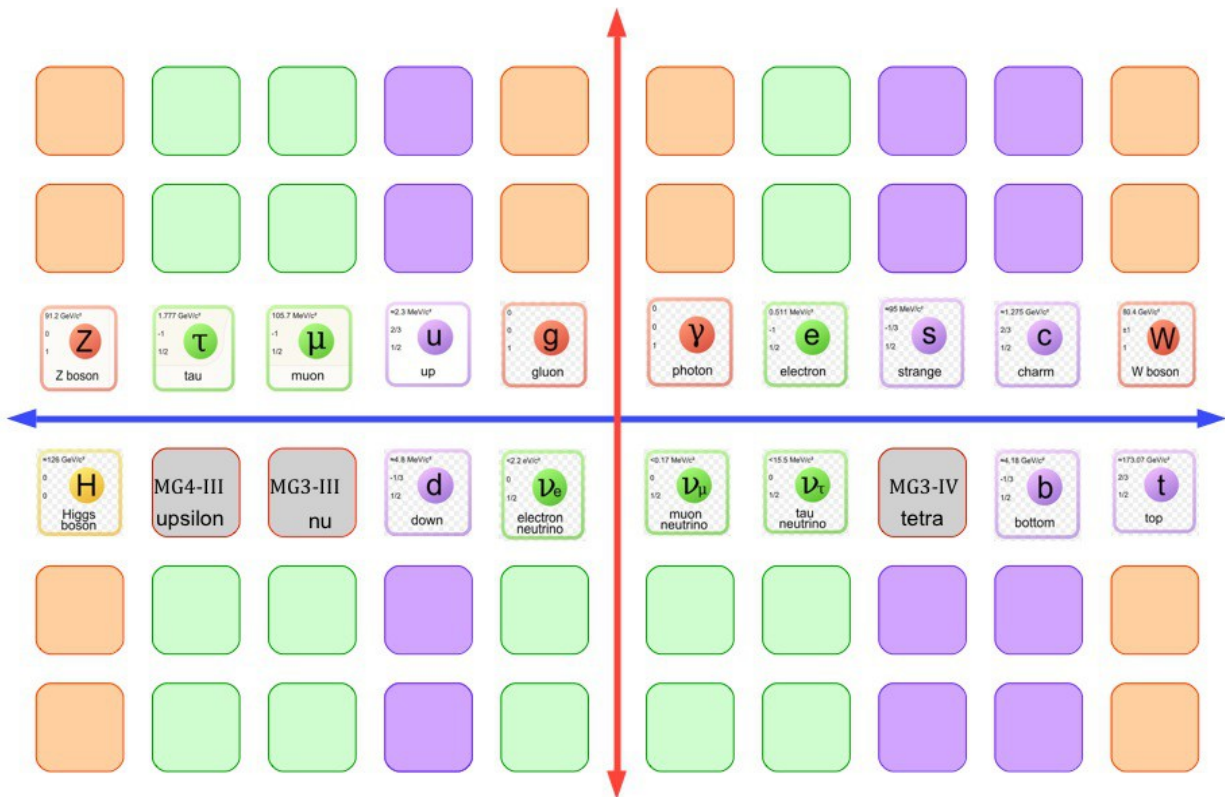 91.2 GeV/c²
0
1
Z
Z boson
1.777 GeV/c²
-1
1/2
τ
tau
105.7 MeV/c²
-1
1/2
μ
muon
≈2.3 MeV/c²
2/3
1/2
u
up
0
0
1
g
gluon
0
0
1
γ
photon
0.511 MeV/c²
-1
1/2
e
electron
≈95 MeV/c²
-1/3
1/2
s
strange
≈1.275 GeV/c²
2/3
1/2
c
charm
80.4 GeV/c²
±1
1
W
W boson
≈126 GeV/c²
0
0
H
Higgs
boson
MG4-III
upsilon
MG3-III
nu
≈4.8 MeV/c²
-1/3
1/2
d
down
<2.2 eV/c²
0
1/2
νe
electron
neutrino
<0.17 MeV/c²
0
1/2
νμ
muon
neutrino
<15.5 MeV/c²
0
1/2
ντ
tau
neutrino
MG3-IV
tetra
≈4.18 GeV/c²
-1/3
1/2
b
bottom
≈173.07 GeV/c²
2/3
1/2
t
top